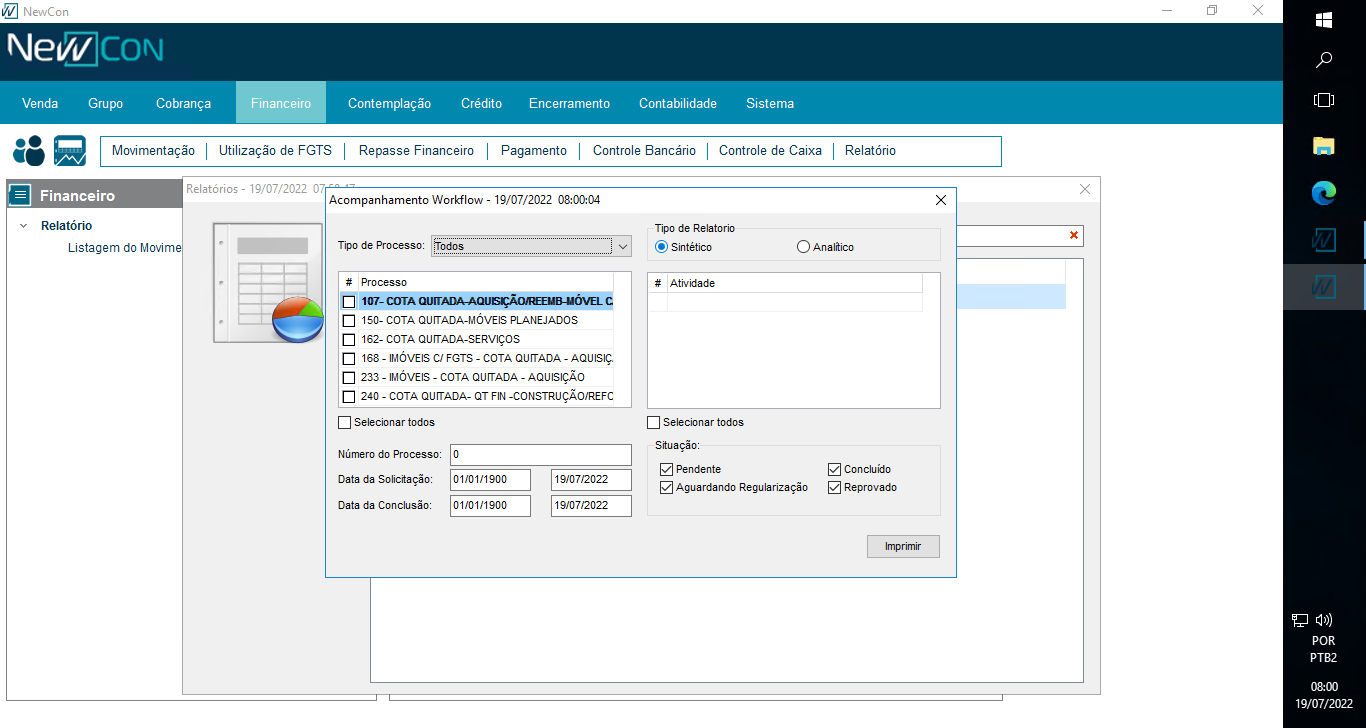 NewCon
NewCon
Venda Grupo Cobrança Financeiro Contemplação Crédito Encerramento Contabilidade Sistema
Movimentação Utilização de FGTS Repasse Financeiro Pagamento Controle Bancário Controle de Caixa Relatório
Financeiro
Relatório
Listagem do Movime
Relatórios - 19/07/2022
Acompanhamento Workflow - 19/07/2022 08:00:04
Tipo de Processo: Todos
Tipo de Relatorio
Sintético Analítico
# Processo
107- COTA QUITADA-AQUISIÇÃO/REEMB-MÓVEL C
150- COTA QUITADA-MÓVEIS PLANEJADOS
162- COTA QUITADA-SERVIÇOS
168 - IMÓVEIS C/ FGTS - COTA QUITADA - AQUISIÇ
233 - IMÓVEIS - COTA QUITADA - AQUISIÇÃO
240 - COTA QUITADA- QT FIN -CONSTRUÇÃO/REFO
Selecionar todos
# Atividade
Selecionar todos
Número do Processo: 0
Data da Solicitação: 01/01/1900 19/07/2022
Data da Conclusão: 01/01/1900 19/07/2022
Situação:
Pendente Concluído
Aguardando Regularização Reprovado
Imprimir
POR
PTB2
08:00
19/07/2022